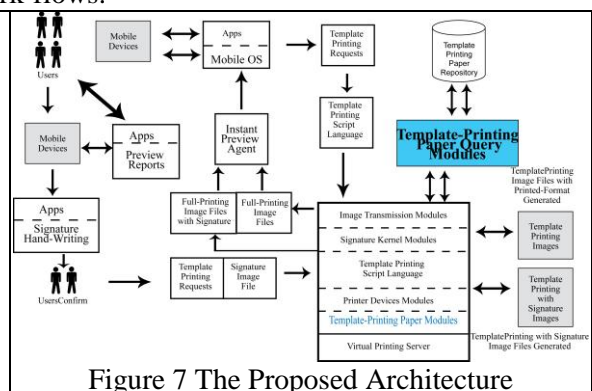 Users
Mobile
Devices
Apps
Mobile OS
Template
Printing
Requests
Template
Printing
Paper
Repository
Mobile
Devices
Apps
Preview
Reports
Instant
Preview
Agent
Template
Printing
Script
Language
Template-Printing
Paper Query
Modules
TemplatePrinting
Image Files with
Printed-Format
Generated
Apps
Signature
Hand-Writing
Full-Printing
Image Files
with Signature
Full-Printing
Image
Files
Image Transmission Modules
Signature Kernel Modules
Template Printing
Script Language
Printer Devices Modules
Template-Printing Paper Modules
Virtual Printing Server
Template
Printing
Images
Template
Printing
with
Signature
Images
UsersConfirm
Template
Printing
Requests
Signature
Image
File
TemplatePrinting with Signature
Image Files Generated
Figure 7 The Proposed Architecture